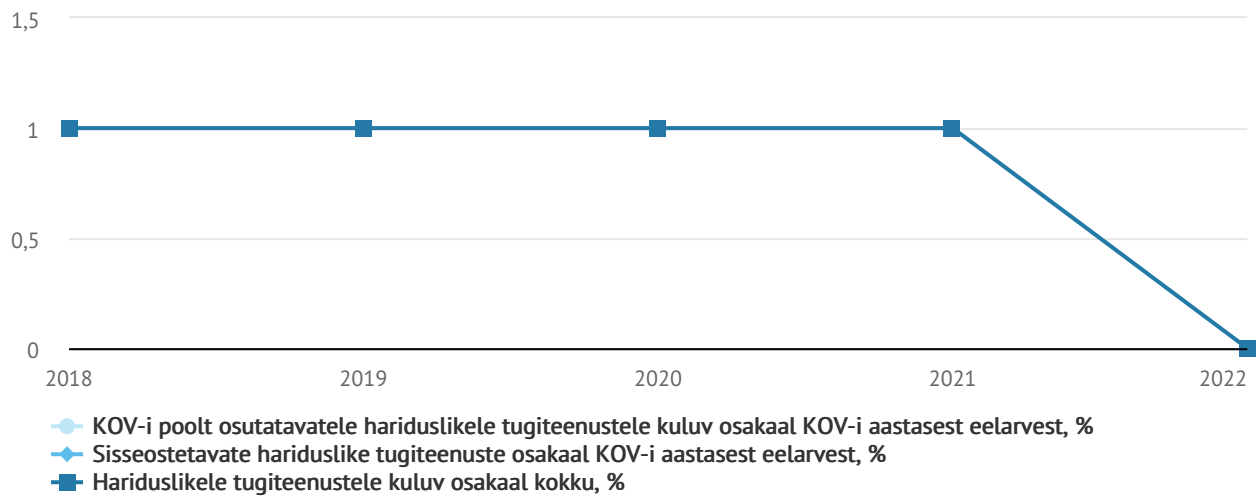 1,5
1
0,5
0
2018 2019 2020 2021 2022
KOV-i poolt osutatavatele hariduslikele tugiteenustele kuluv osakaal KOV-i aastasest eelarvest, %
Sisseostetavate hariduslike tugiteenuste osakaal KOV-i aastasest eelarvest, %
Hariduslikele tugiteenustele kuluv osakaal kokku, %